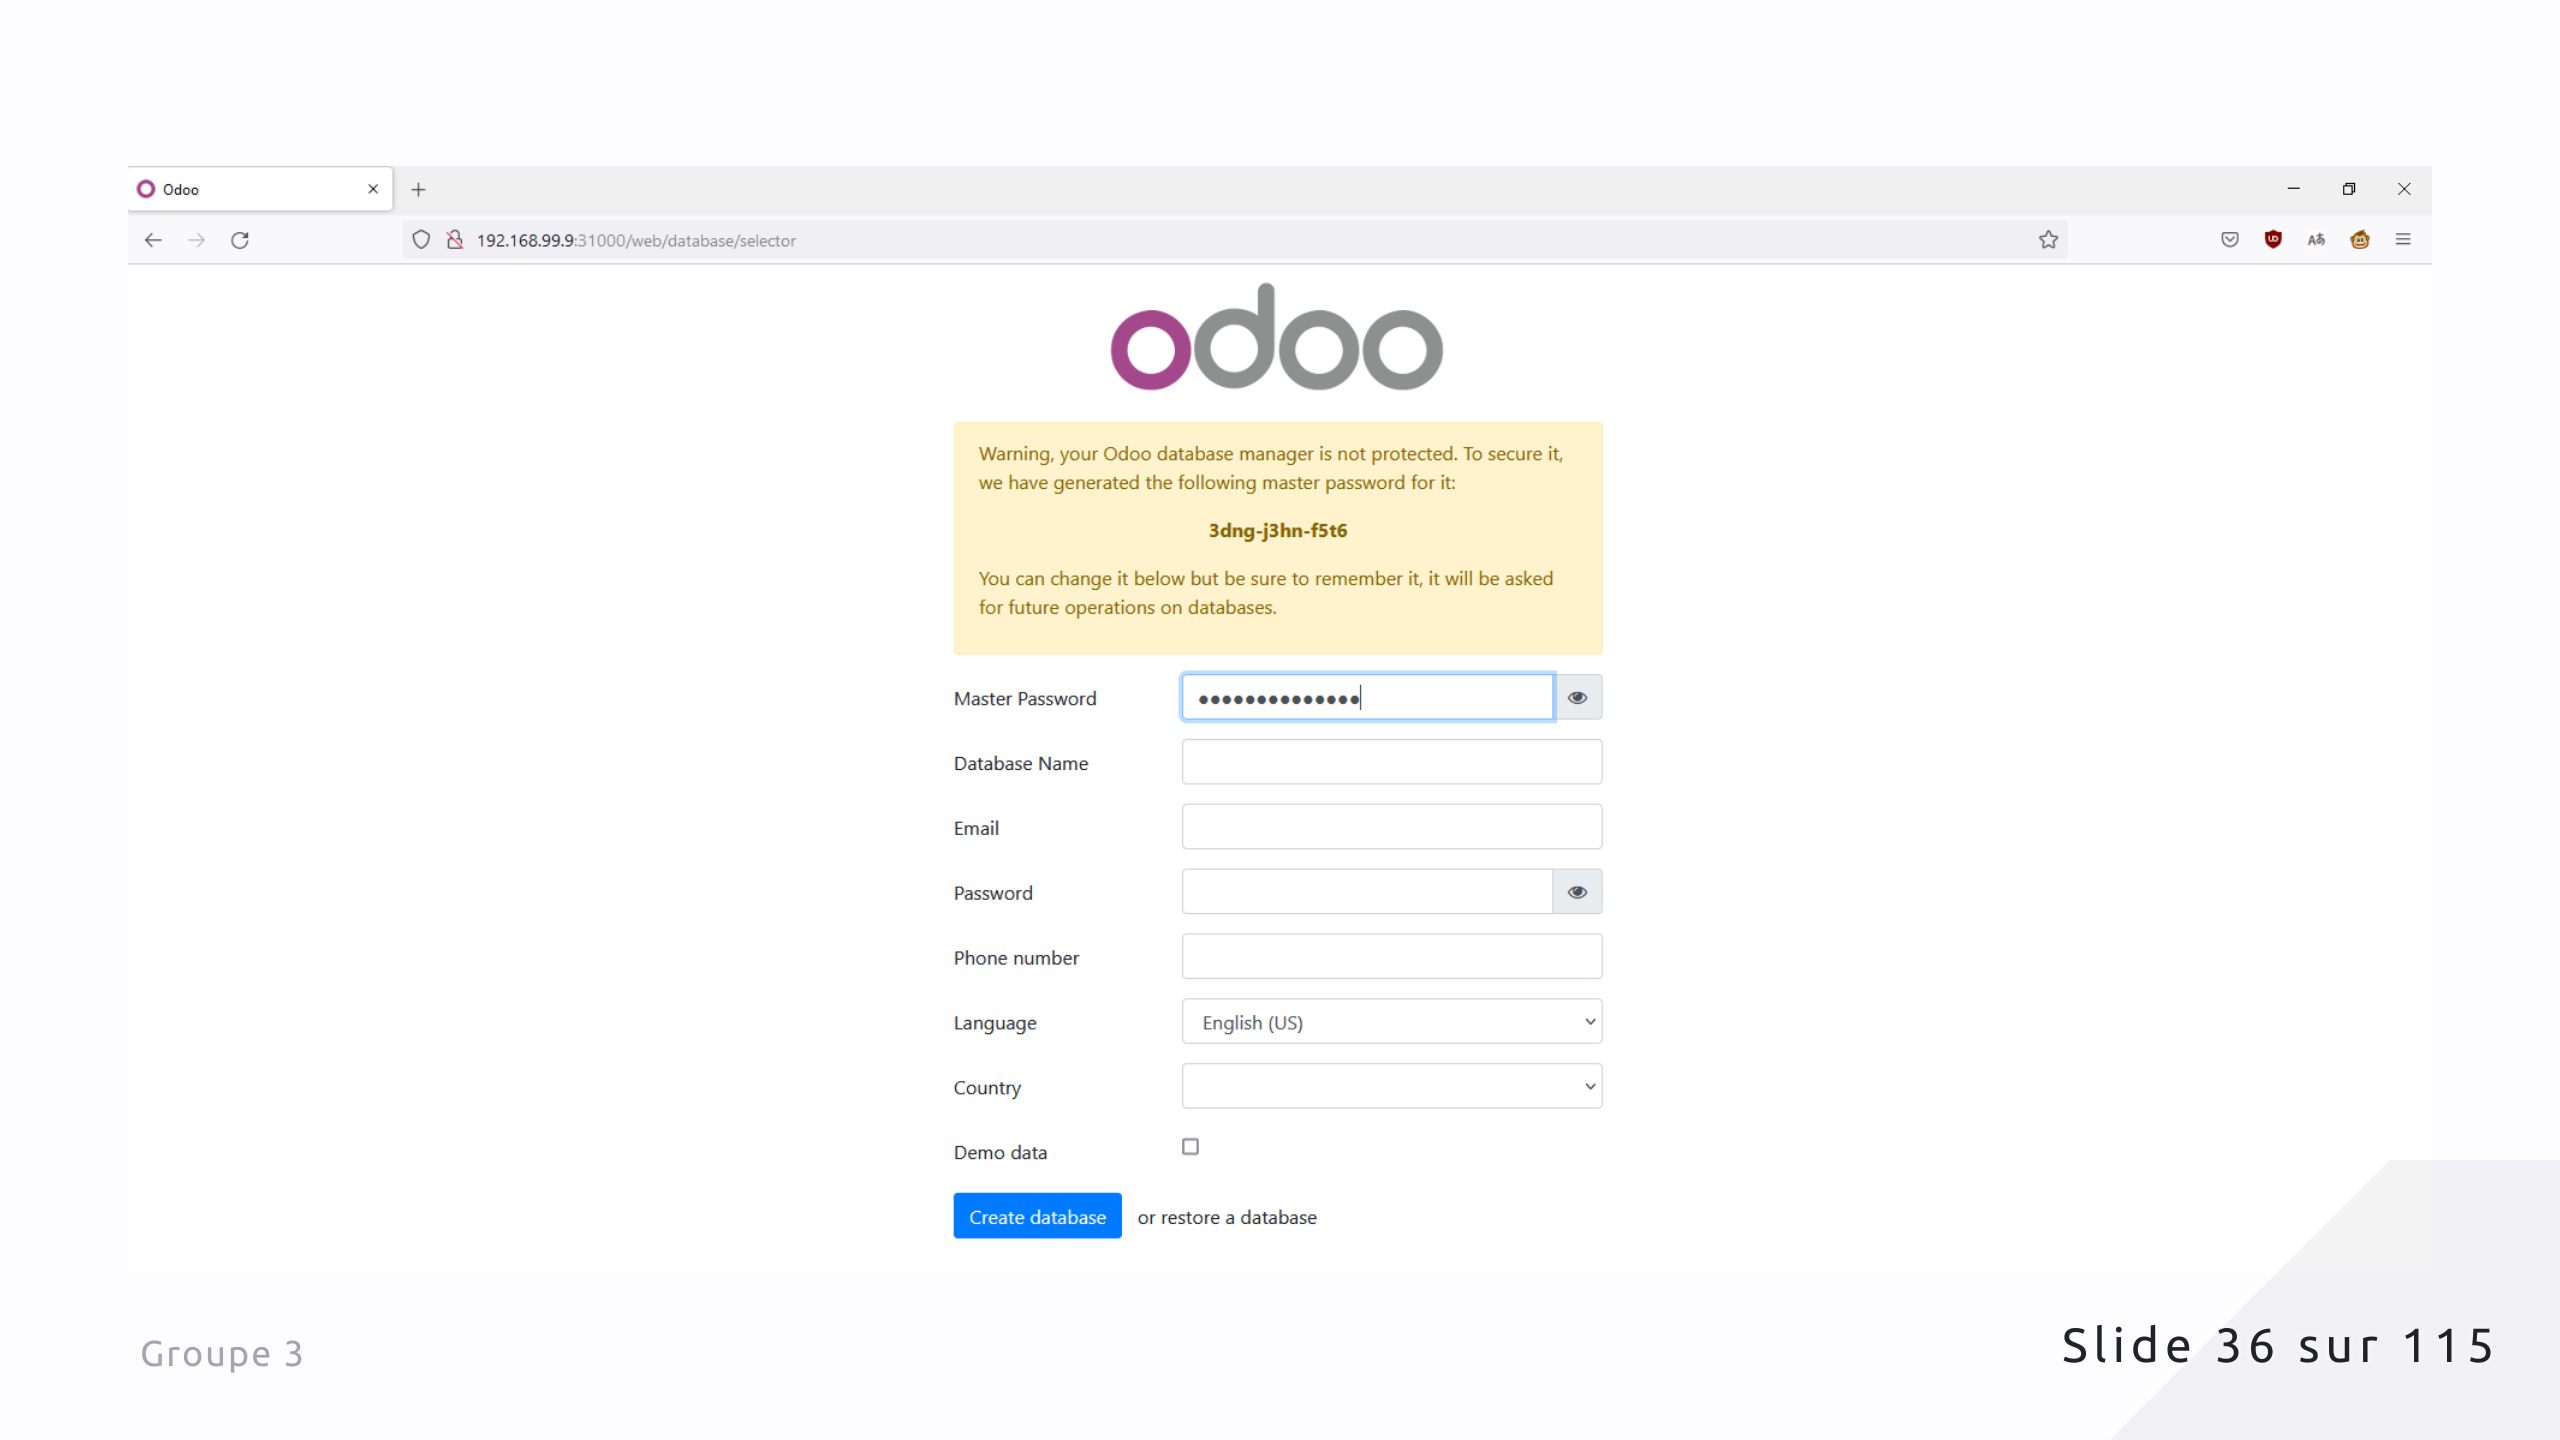 Odoo
192.168.99.9:31000/web/database/selector
odoo
Warning, your Odoo database manager is not protected. To secure it,
we have generated the following master password for it:
3dng-j3hn-f5t6
You can change it below but be sure to remember it, it will be asked
for future operations on databases.
Master Password ••••••••••••••
Database Name
Email
Password
Phone number
Language English (US)
Country
Demo data
Create database or restore a database
Groupe 3
Slide 36 sur 115